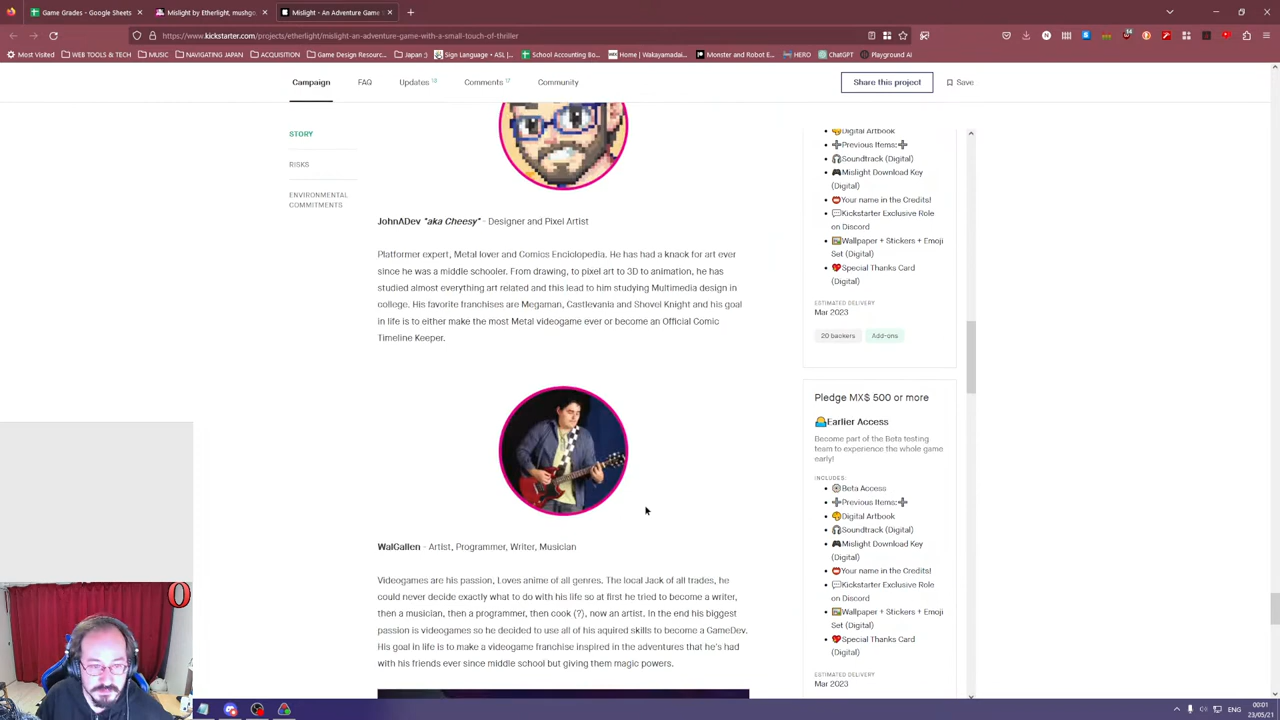 Game Grades - Google Sheets
Mislight by Etherlight, mushgo
Mislight - An Adventure Gam
https://www.kickstarter.com/projects/etherlight/mislight-an-adventure-game-with-a-small-touch-of-thriller
Most Visited
WEB TOOLS & TECH
MUSIC
NAVIGATING JAPAN
ACQUISITION
Game Design Resourc...
Japan :)
Sign Language • ASL |...
School Accounting Bo...
Home | Wakayamadai...
Monster and Robot E...
HERO
ChatGPT
Playground AI
Campaign
FAQ
Updates
Comments 17
Community
Share this project
Save
STORY
RISKS
ENVIRONMENTAL
COMMITMENTS
JohnADev "aka Cheesy" - Designer and Pixel Artist
Platformer expert, Metal lover and Comics Enciclopedia. He has had a knack for art ever
since he was a middle schooler. From drawing, to pixel art to 3D to animation, he has
studied almost everything art related and this lead to him studying Multimedia design in
college. His favorite franchises are Megaman, Castlevania and Shovel Knight and his goal
in life is to either make the most Metal videogame ever or become an Official Comic
Timeline Keeper.
WalGallen - Artist, Programmer, Writer, Musician
Videogames are his passion, Loves anime of all genres. The local Jack of all trades, he
could never decide exactly what to do with his life so at first he tried to become a writer,
then a musician, then a programmer, then cook (?), now an artist. In the end his biggest
passion is videogames so he decided to use all of his aquired skills to become a GameDev.
His goal in life is to make a videogame franchise inspired in the adventures that he's had
with his friends ever since middle school but giving them magic powers.
Digital Artbook
Previous Items:
Soundtrack (Digital)
Mislight Download Key
(Digital)
Your name in the Credits!
Kickstarter Exclusive Role
on Discord
Wallpaper + Stickers + Emoji
Set (Digital)
Special Thanks Card
(Digital)
ESTIMATED DELIVERY
Mar 2023
20 backers
Add-ons
Pledge MX$ 500 or more
Earlier Access
Become part of the Beta testing
team to experience the whole game
early!
INCLUDES:
Beta Access
Previous Items:
Digital Artbook
Soundtrack (Digital)
Mislight Download Key
(Digital)
Your name in the Credits!
Kickstarter Exclusive Role
on Discord
Wallpaper + Stickers + Emoji
Set (Digital)
Special Thanks Card
(Digital)
ESTIMATED DELIVERY
Mar 2023
ENG
00:01
23/05/21